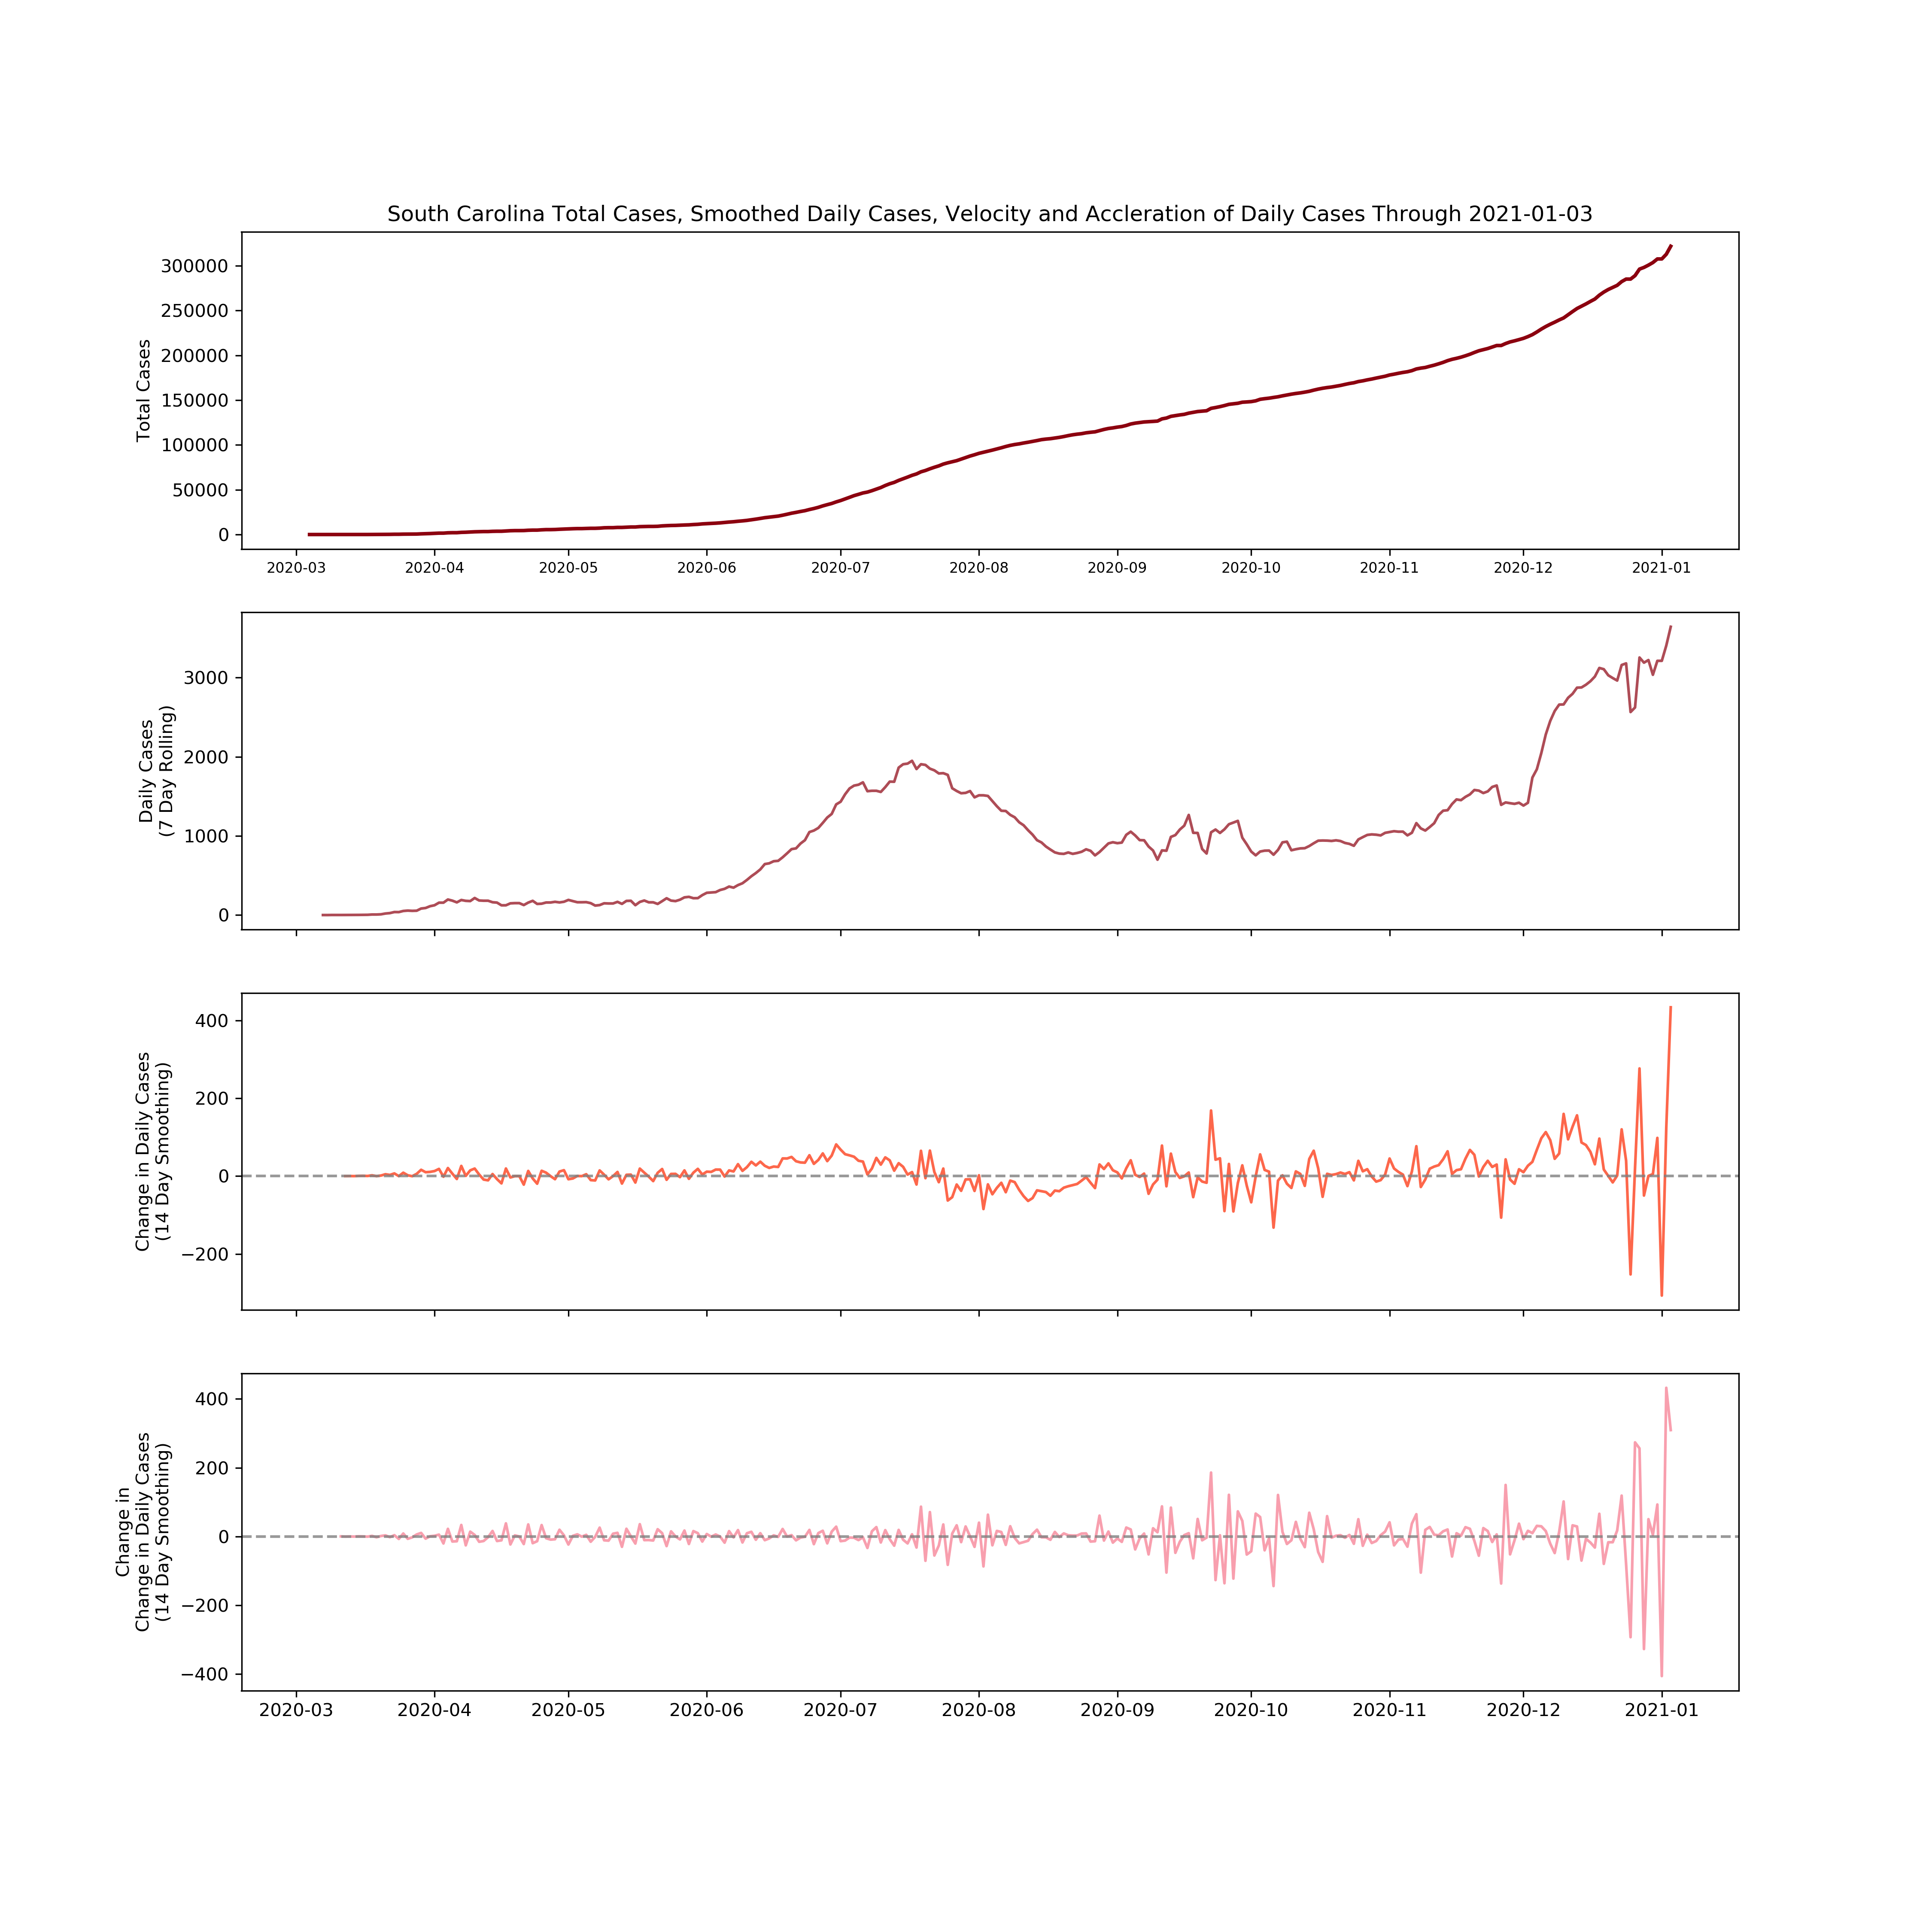 South Carolina Total Cases, Smoothed Daily Cases, Velocity and Accleration of Daily Cases Through 2021-01-03
Total Cases
300000
250000
200000
150000
100000
50000
0
2020-03 2020-04 2020-05 2020-06 2020-07 2020-08 2020-09 2020-10 2020-11 2020-12 2021-01
Daily Cases
(7 Day Rolling)
3000
2000
1000
0
Change in Daily Cases
(14 Day Smoothing)
400
200
0
−200
Change in
Change in Daily Cases
(14 Day Smoothing)
400
200
0
−200
−400
2020-03 2020-04 2020-05 2020-06 2020-07 2020-08 2020-09 2020-10 2020-11 2020-12 2021-01